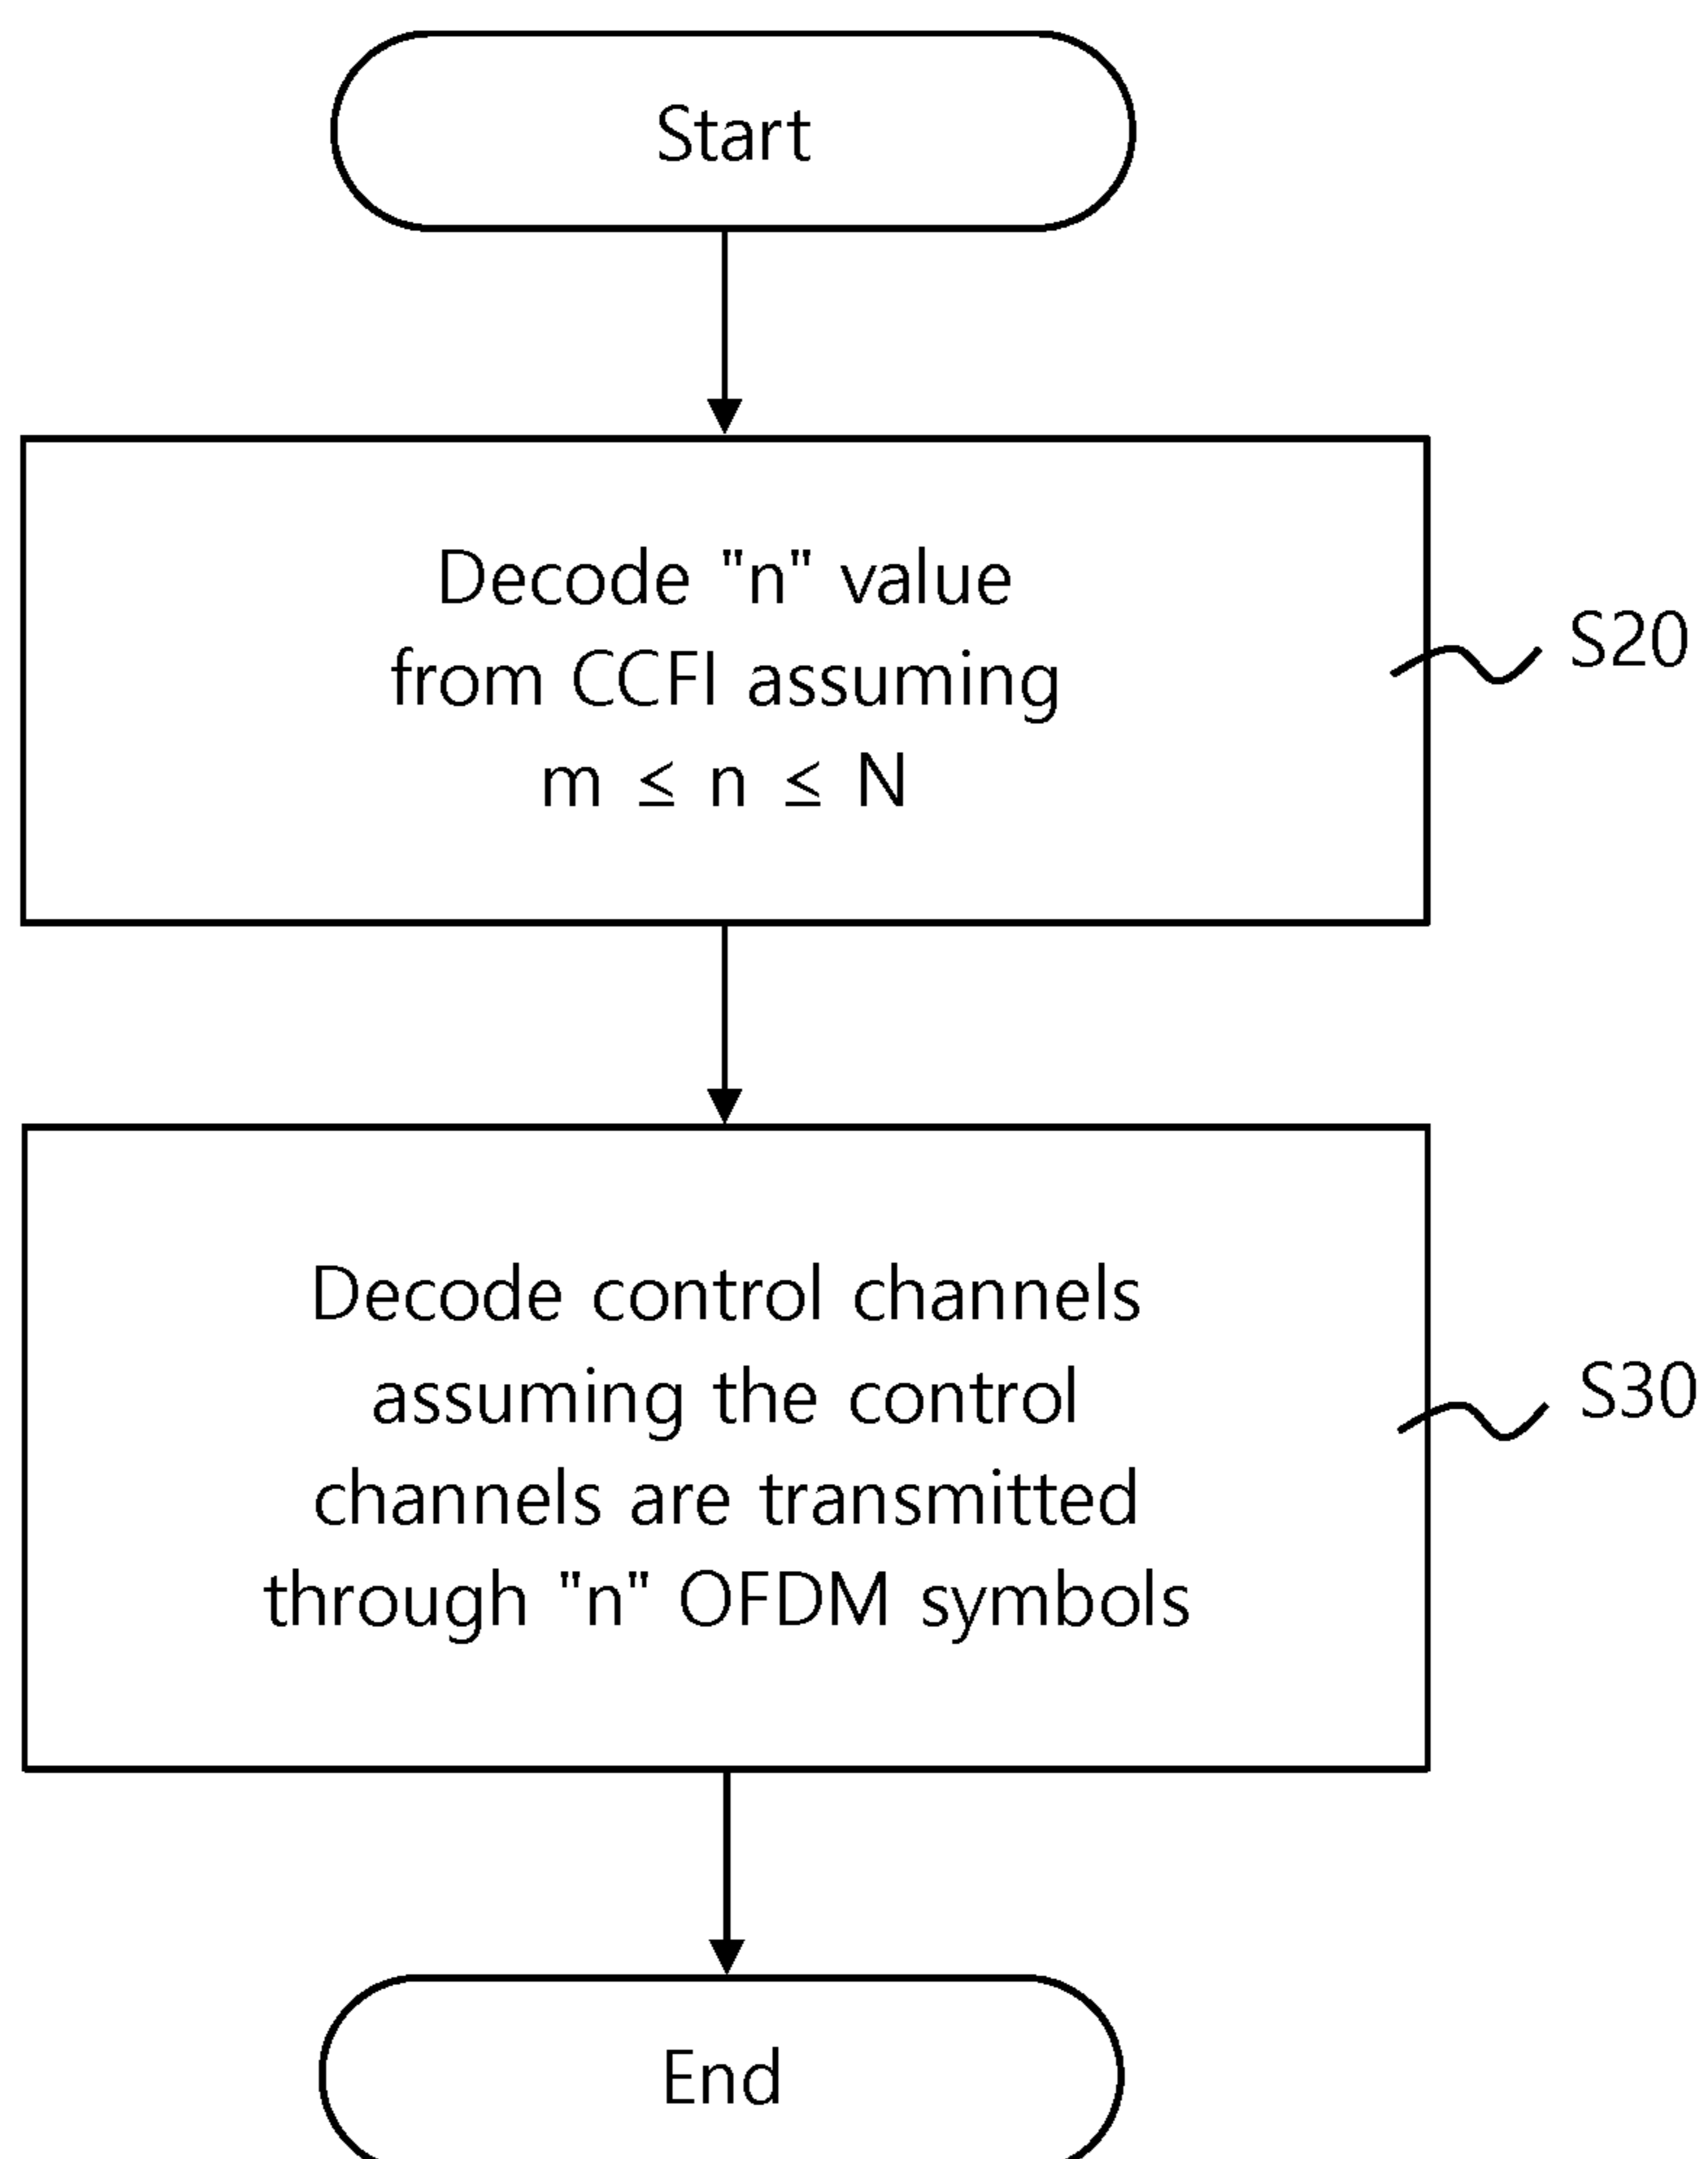 Start
Decode "n" value
from CCFI assuming
m ≤ n ≤ N
S20
Decode control channels
assuming the control
channels are transmitted
through "n" OFDM symbols
S30
End